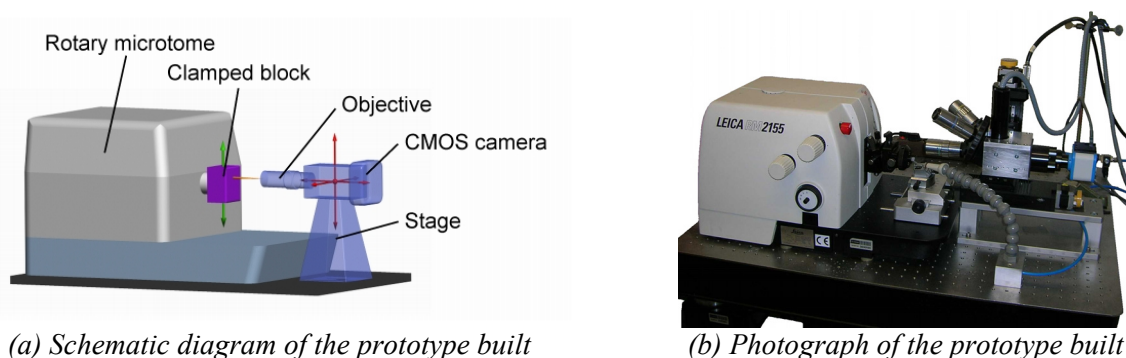 Rotary microtome
Clamped block
Objective
CMOS camera
Stage
LEICA RM2155
CE
(a) Schematic diagram of the prototype built
(b) Photograph of the prototype built